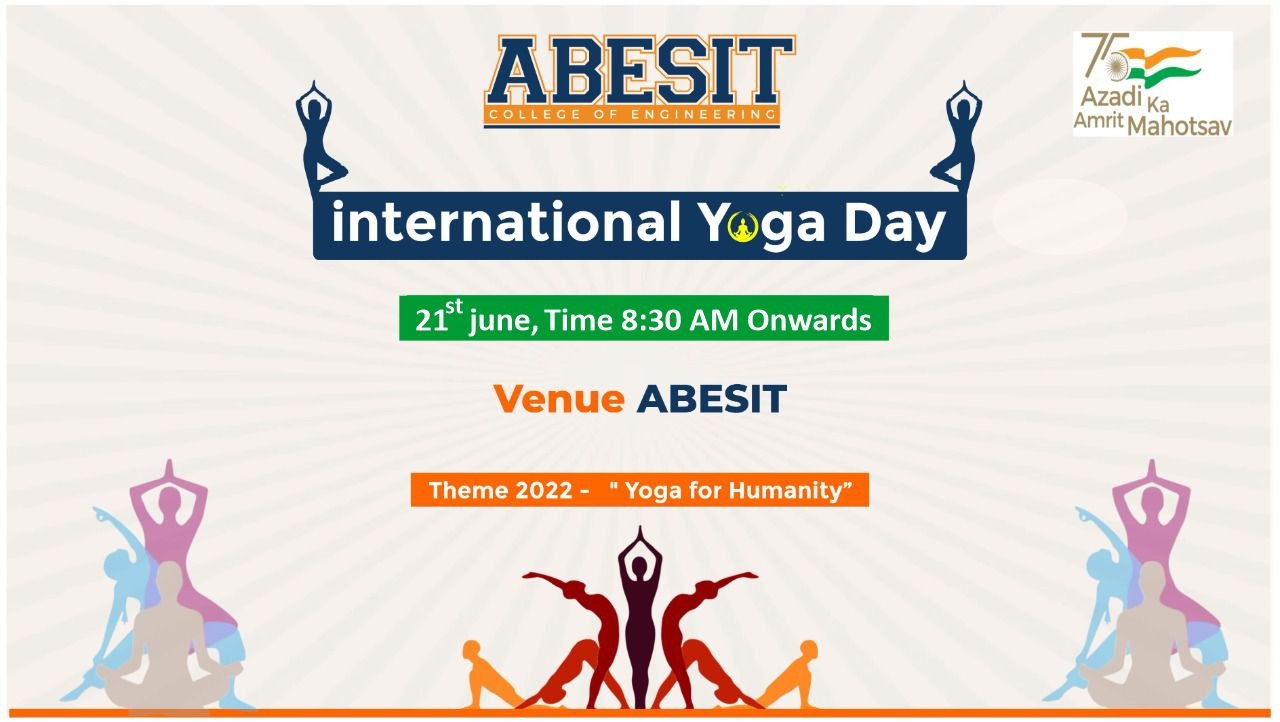 ABESIT
COLLEGE OF ENGINEERING
75
Azadi Ka
Amrit Mahotsav
international Yoga Day
21st june, Time 8:30 AM Onwards
Venue ABESIT
Theme 2022 - " Yoga for Humanity”